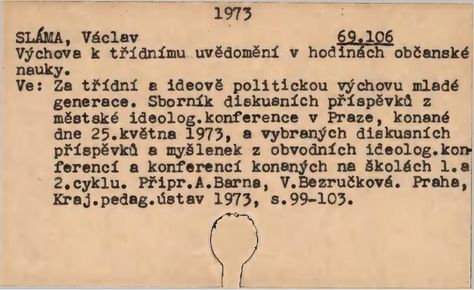 1973
SLÁMA, Václav 69.106
Výchova k třídnímu uvědomění v hodinách občanské
nauky.
Ve: Za třídní a ideově politickou výchovu mladé
generace. Sborník diskusních příspěvků z
městské ideolog.konference v Praze, konané
dne 25.května 1973, a vybraných diskusních
příspěvků a myšlenek z obvodních ideolog.kon-
ferencí a konferencí konaných na školách 1.a
2.cyklu. Připr.A.Barna, V.Bezručková. Praha,
Kraj.pedag.ústav 1973, s.99-103.